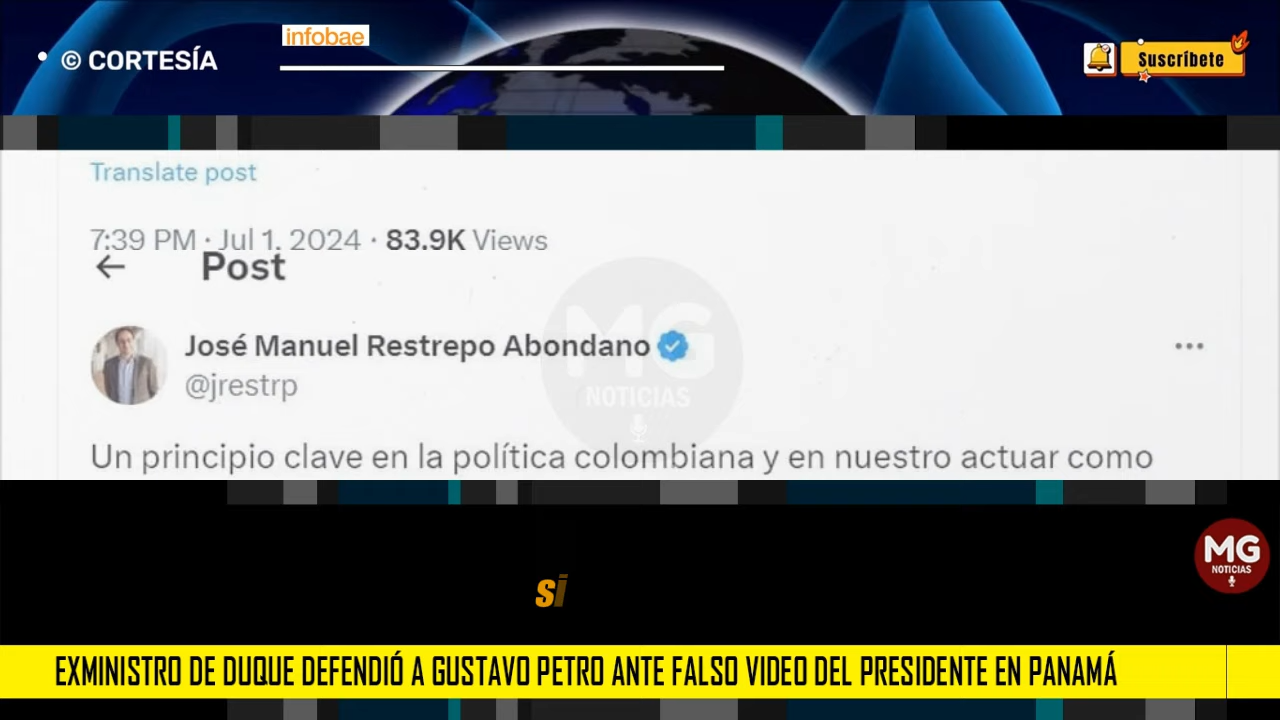 infobae
© CORTESÍA
Suscríbete
Translate post
7:39 PM · Jul 1, 2024 · 83.9K Views
← Post
José Manuel Restrepo Abondano
@jrestrp
MG
NOTICIAS
Un principio clave en la política colombiana y en nuestro actuar como
MG
NOTICIAS
si
EXMINISTRO DE DUQUE DEFENDIÓ A GUSTAVO PETRO ANTE FALSO VIDEO DEL PRESIDENTE EN PANAMÁ